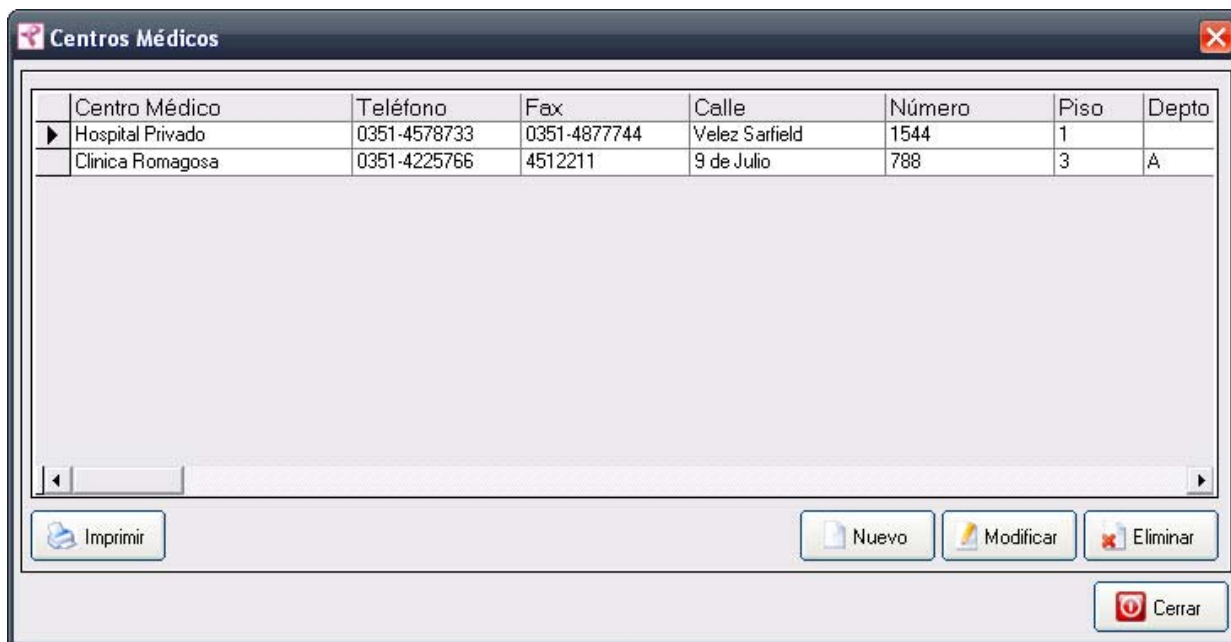 Centros Médicos
Centro Médico Teléfono Fax Calle Número Piso Depto
Hospital Privado 0351-4578733 0351-4877744 Velez Sarfield 1544 1
Clinica Romagosa 0351-4225766 4512211 9 de Julio 788 3 A
Imprimir Nuevo Modificar Eliminar
Cerrar